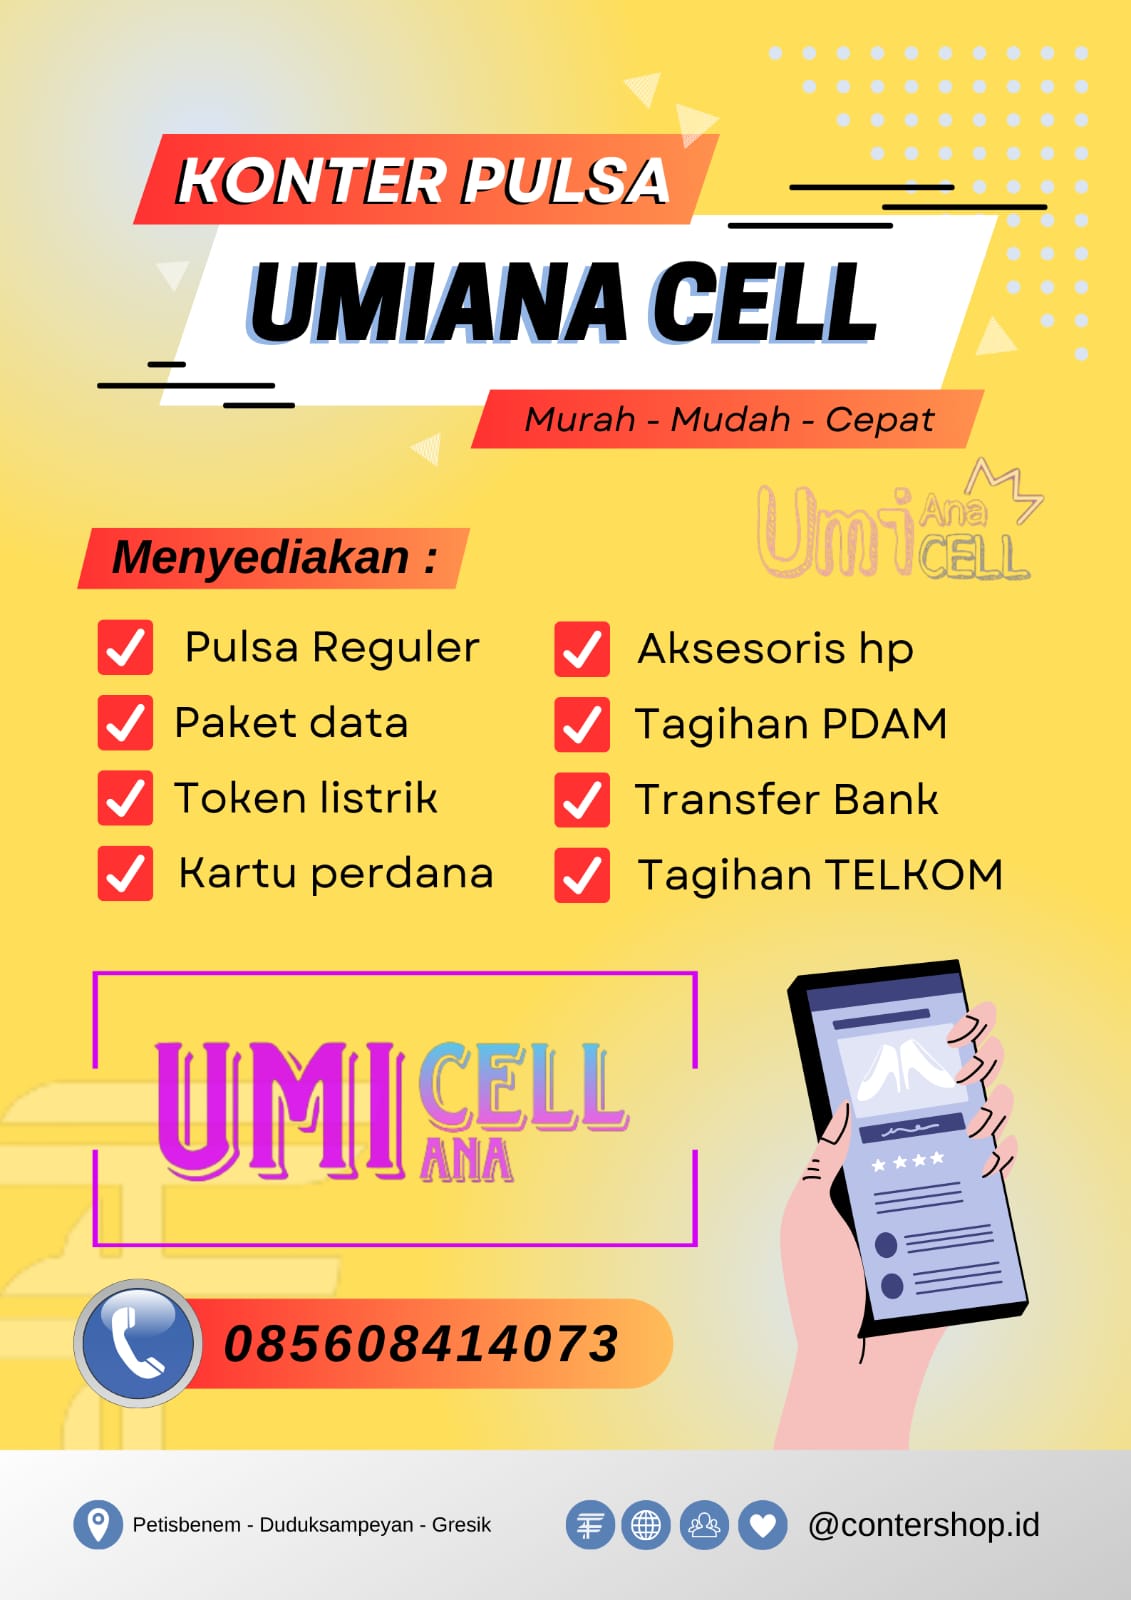 KONTER PULSA
UMIANA CELL
Murah - Mudah - Cepat
Umi Ana
CELL
Menyediakan :
Pulsa Reguler
Aksesoris hp
Paket data
Tagihan PDAM
Token listrik
Transfer Bank
Kartu perdana
Tagihan TELKOM
UMI CELL
ANA
085608414073
Petisbenem - Duduksampeyan - Gresik
@contershop.id